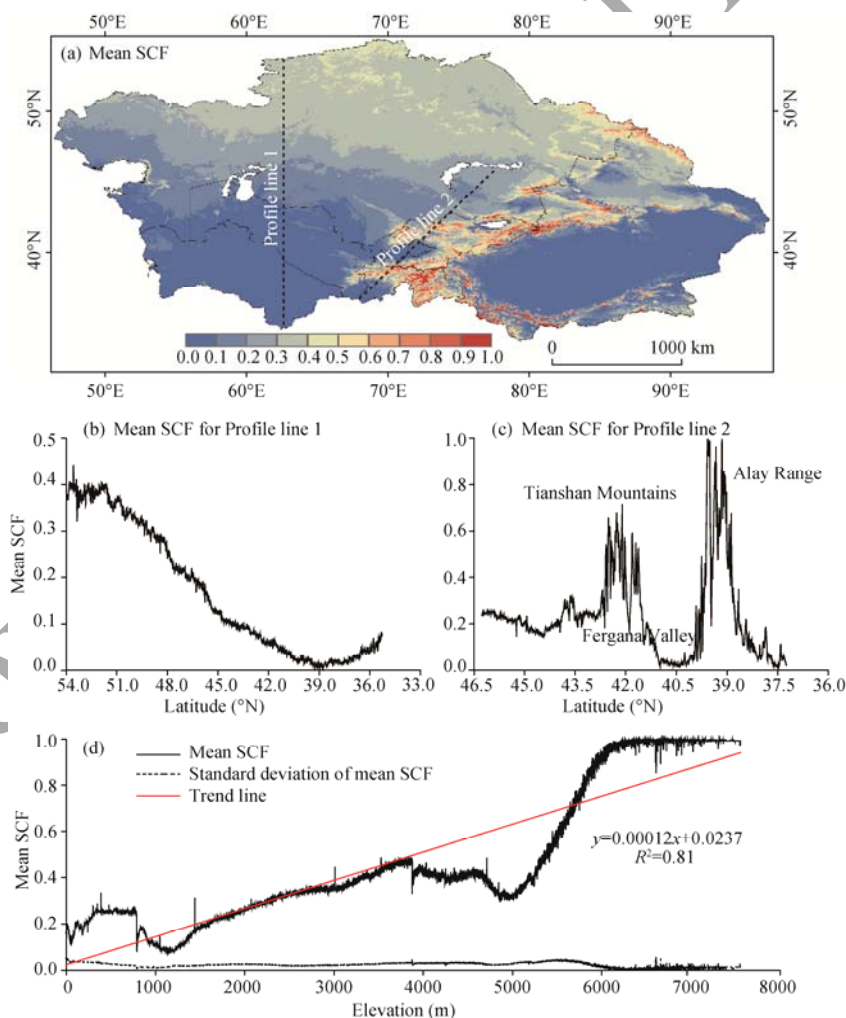 50°E 60°E 70°E 80°E 90°E
(a) Mean SCF
50°N
40°N
50°N
40°N
Profile line 1
Profile line 2
0.0 0.1 0.2 0.3 0.4 0.5 0.6 0.7 0.8 0.9 1.0
0 1000 km
50°E 60°E 70°E 80°E 90°E
(b) Mean SCF for Profile line 1
Mean SCF
0.5
0.4
0.3
0.2
0.1
0.0
54.0 51.0 48.0 45.0 42.0 39.0 36.0 33.0
Latitude (°N)
(c) Mean SCF for Profile line 2
1.0
0.8
0.6
0.4
0.2
0.0
Tianshan Mountains
Alay Range
Fergana Valley
46.5 45.0 43.5 42.0 40.5 39.0 37.5 36.0
Latitude (°N)
(d)
Mean SCF
Standard deviation of mean SCF
Trend line
Mean SCF
1.0
0.8
0.6
0.4
0.2
0.0
y=0.00012x+0.0237
R²=0.81
0 1000 2000 3000 4000 5000 6000 7000 8000
Elevation (m)